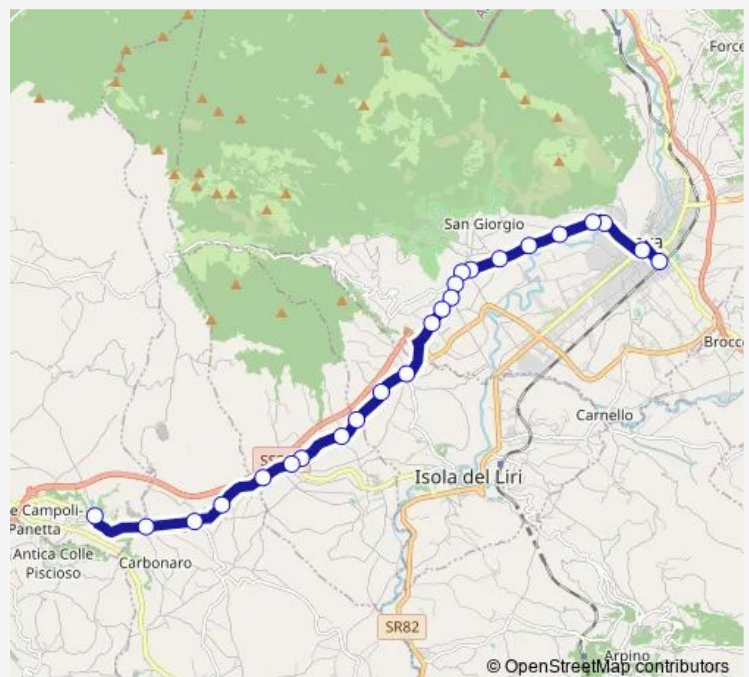 Force
San Giorgio
Brocc
Carnello
Isola del Liri
e Campoli-
Panetta
Antica Colle
Piscioso
Carbonaro
SR82
Arpino
© OpenStreetMap contributors